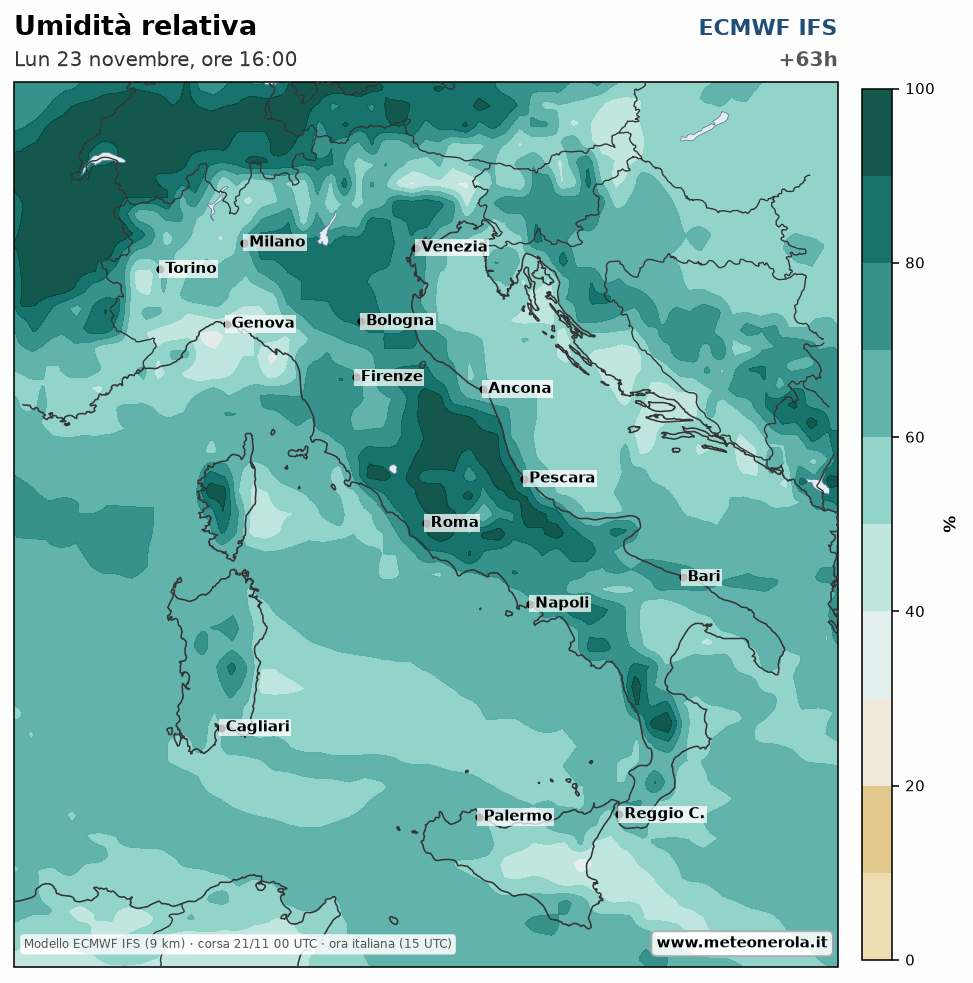 Umidità relativa
ECMWF IFS
Lun 23 novembre, ore 16:00
+63h
100
80
60
40
20
0
%
Milano
Venezia
Torino
Genova
Bologna
Firenze
Ancona
Pescara
Roma
Bari
Napoli
Cagliari
Palermo
Reggio C.
Modello ECMWF IFS (9 km) · corsa 21/11 00 UTC · ora italiana (15 UTC)
www.meteonerola.it